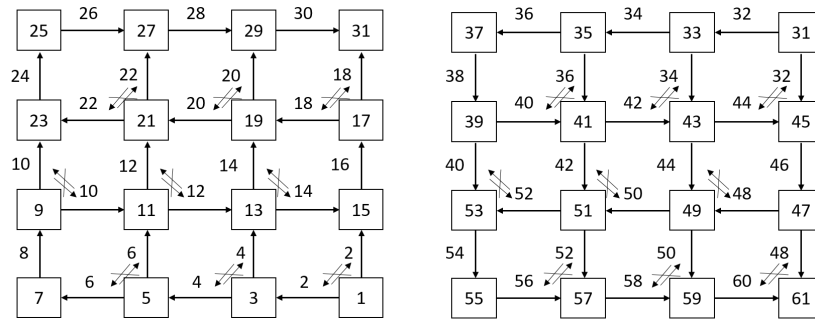 26 28 30
25 27 29 31
24 22 20 18
22 20 18
23 21 19 17
10 12 14 16
10 12 14
9 11 13 15
8 6 4 2
6 4 2
7 5 3 1
36 34 32
37 35 33 31
38 36 34 32
40 42 44
39 41 43 45
40 42 44 46
52 50 48
53 51 49 47
54 52 50 48
56 58 60
55 57 59 61